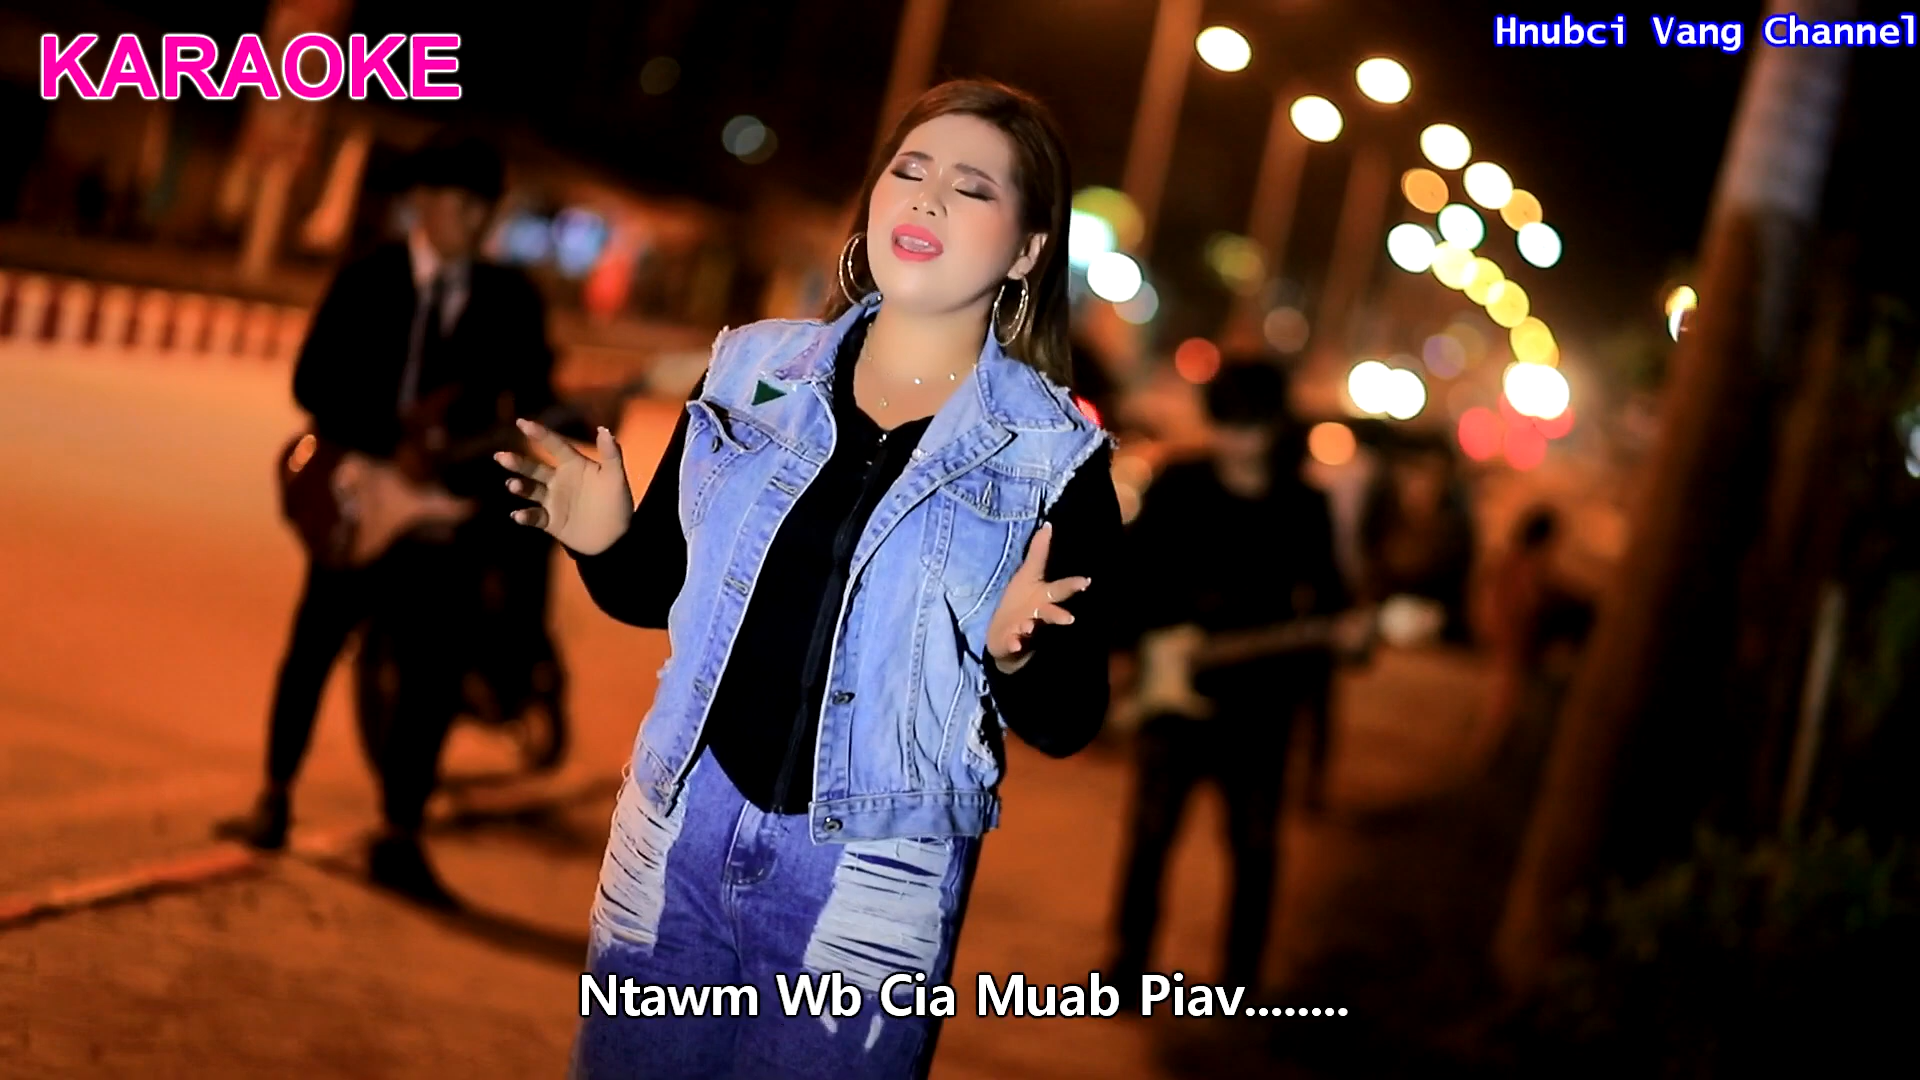 KARAOKE
Hnubci Vang Channel
Ntawm Wb Cia Muab Piav........